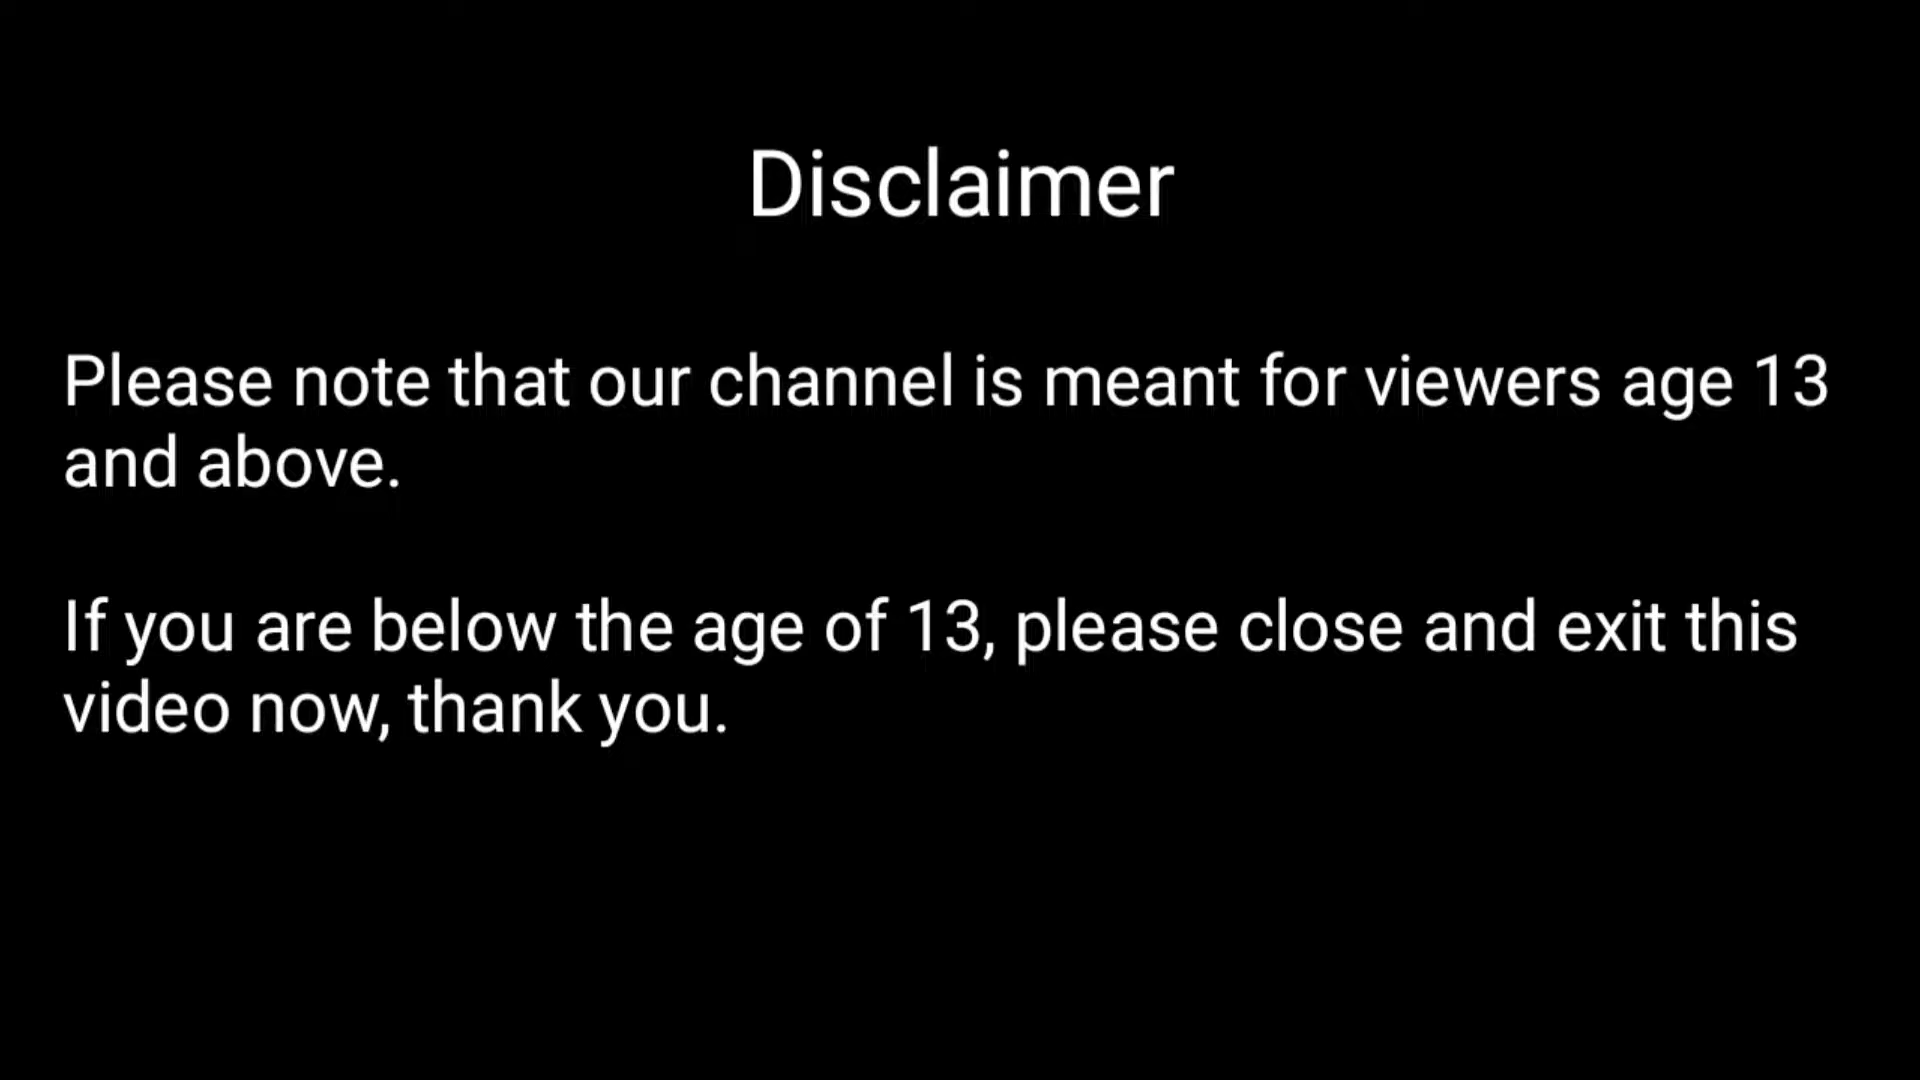 Disclaimer
Please note that our channel is meant for viewers age 13
and above.
If you are below the age of 13, please close and exit this
video now, thank you.